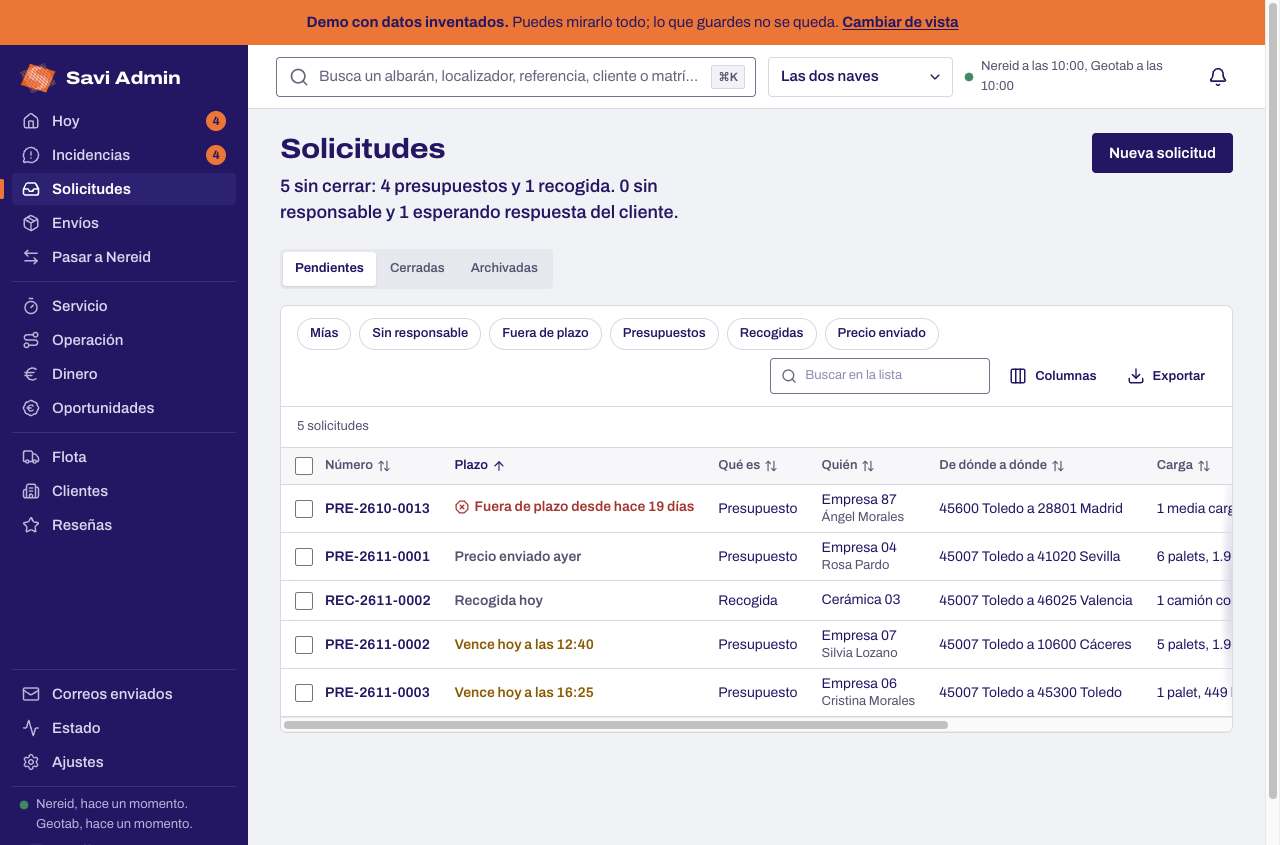 Demo con datos inventados. Puedes mirarlo todo; lo que guardes no se queda. Cambiar de vista
Savi Admin
Hoy 4
Incidencias 4
Solicitudes
Envíos
Pasar a Nereid
Servicio
Operación
Dinero
Oportunidades
Flota
Clientes
Reseñas
Correos enviados
Estado
Ajustes
Nereid, hace un momento.
Geotab, hace un momento.
Busca un albarán, localizador, referencia, cliente o matrí… ⌘K
Las dos naves
Nereid a las 10:00, Geotab a las
10:00
Solicitudes
Nueva solicitud
5 sin cerrar: 4 presupuestos y 1 recogida. 0 sin
responsable y 1 esperando respuesta del cliente.
Pendientes Cerradas Archivadas
Mías Sin responsable Fuera de plazo Presupuestos Recogidas Precio enviado
Buscar en la lista Columnas Exportar
5 solicitudes
Número Plazo Qué es Quién De dónde a dónde Carga
PRE-2610-0013 Fuera de plazo desde hace 19 días Presupuesto Empresa 87 45600 Toledo a 28801 Madrid 1 media carg
Ángel Morales
PRE-2611-0001 Precio enviado ayer Presupuesto Empresa 04 45007 Toledo a 41020 Sevilla 6 palets, 1.9
Rosa Pardo
REC-2611-0002 Recogida hoy Recogida Cerámica 03 45007 Toledo a 46025 Valencia 1 camión co
PRE-2611-0002 Vence hoy a las 12:40 Presupuesto Empresa 07 45007 Toledo a 10600 Cáceres 5 palets, 1.9
Silvia Lozano
PRE-2611-0003 Vence hoy a las 16:25 Presupuesto Empresa 06 45007 Toledo a 45300 Toledo 1 palet, 449
Cristina Morales